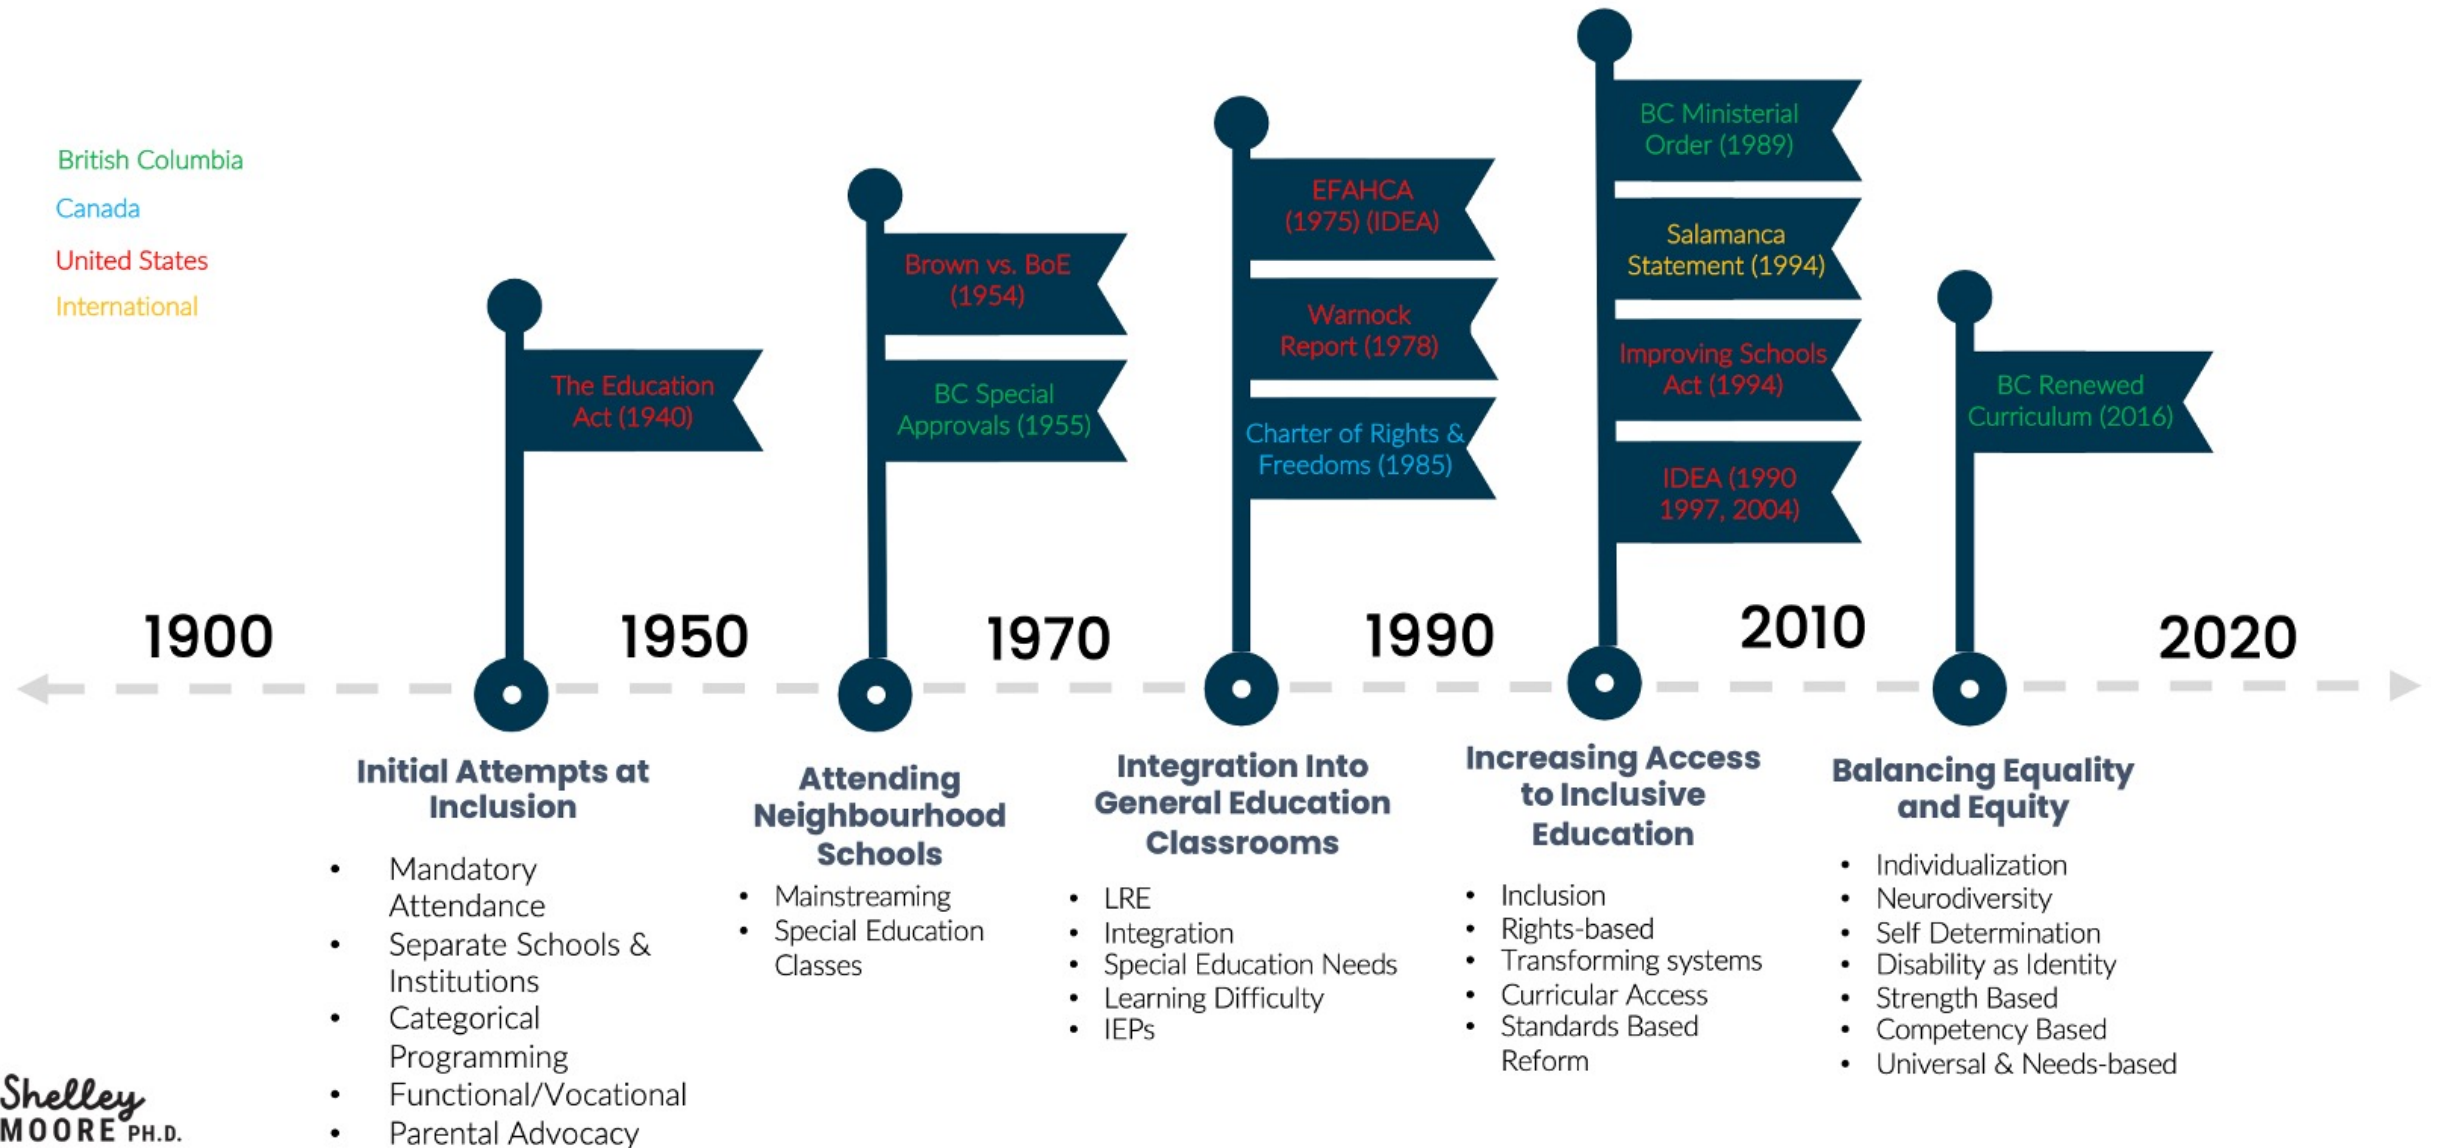 British Columbia
Canada
United States
International
The Education
Act (1940)
Brown vs. BoE
(1954)
BC Special
Approvals (1955)
EFAHCA
(1975) (IDEA)
Warnock
Report (1978)
Charter of Rights &
Freedoms (1985)
BC Ministerial
Order (1989)
Salamanca
Statement (1994)
Improving Schools
Act (1994)
IDEA (1990
1997, 2004)
BC Renewed
Curriculum (2016)
1900
1950
1970
1990
2010
2020
Initial Attempts at
Inclusion
• Mandatory
Attendance
• Separate Schools &
Institutions
• Categorical
Programming
• Functional/Vocational
• Parental Advocacy
Attending
Neighbourhood
Schools
• Mainstreaming
• Special Education
Classes
Integration Into
General Education
Classrooms
• LRE
• Integration
• Special Education Needs
• Learning Difficulty
• IEPs
Increasing Access
to Inclusive
Education
• Inclusion
• Rights-based
• Transforming systems
• Curricular Access
• Standards Based
Reform
Balancing Equality
and Equity
• Individualization
• Neurodiversity
• Self Determination
• Disability as Identity
• Strength Based
• Competency Based
• Universal & Needs-based
Shelley
MOORE PH.D.